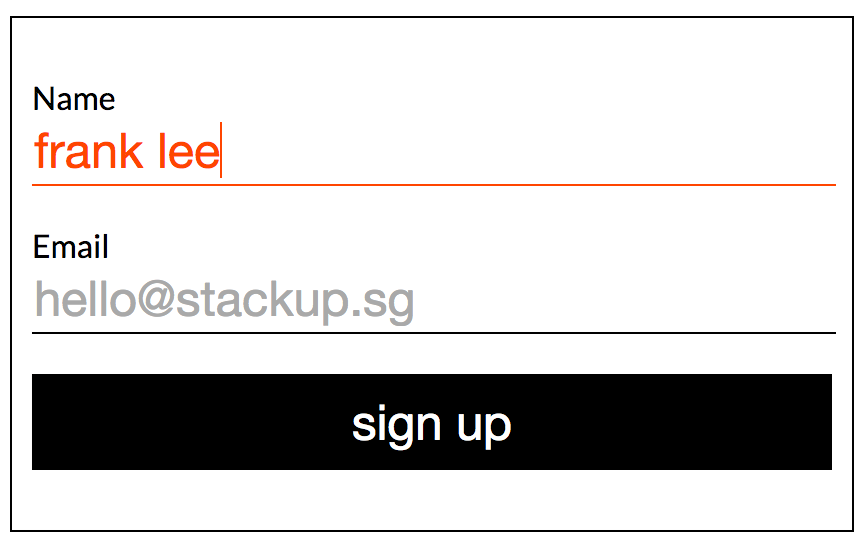 Name
frank lee
Email
hello@stackup.sg
sign up